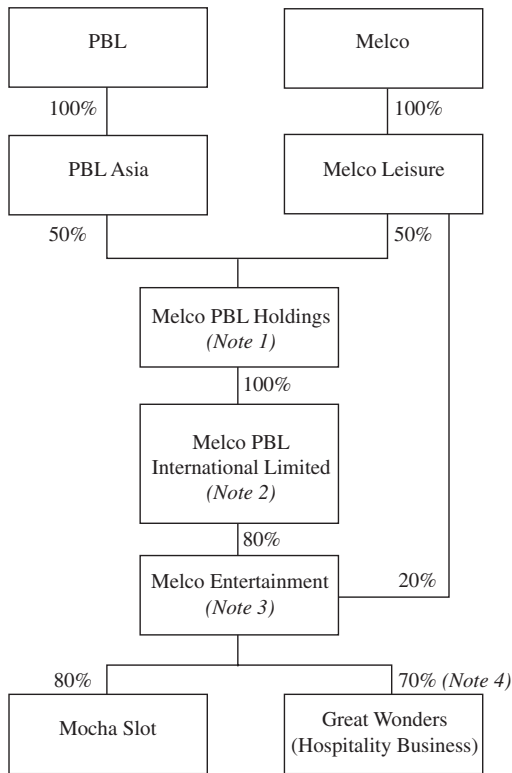 PBL
Melco
100%
100%
PBL Asia
Melco Leisure
50%
50%
Melco PBL Holdings
(Note 1)
100%
Melco PBL
International Limited
(Note 2)
80%
Melco Entertainment
(Note 3)
20%
80%
70% (Note 4)
Mocha Slot
Great Wonders
(Hospitality Business)